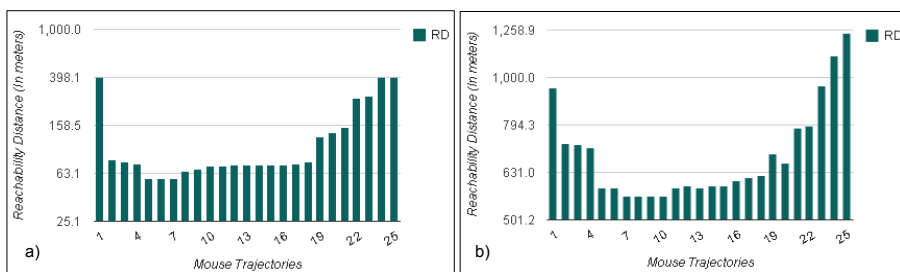 1,000.0
398.1
158.5
63.1
25.1
Reachability Distance (In meters)
RD
1 4 7 10 13 16 19 22 25
Mouse Trajectories
a)
1,258.9
1,000.0
794.3
631.0
501.2
Reachability Distance (In meters)
RD
1 4 7 10 13 16 19 22 25
Mouse Trajectories
b)